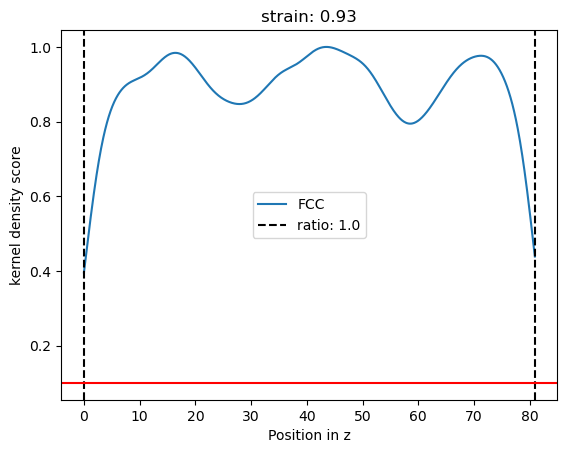 strain: 0.93
kernel density score
1.0
0.8
0.6
0.4
0.2
FCC
ratio: 1.0
0 10 20 30 40 50 60 70 80
Position in z